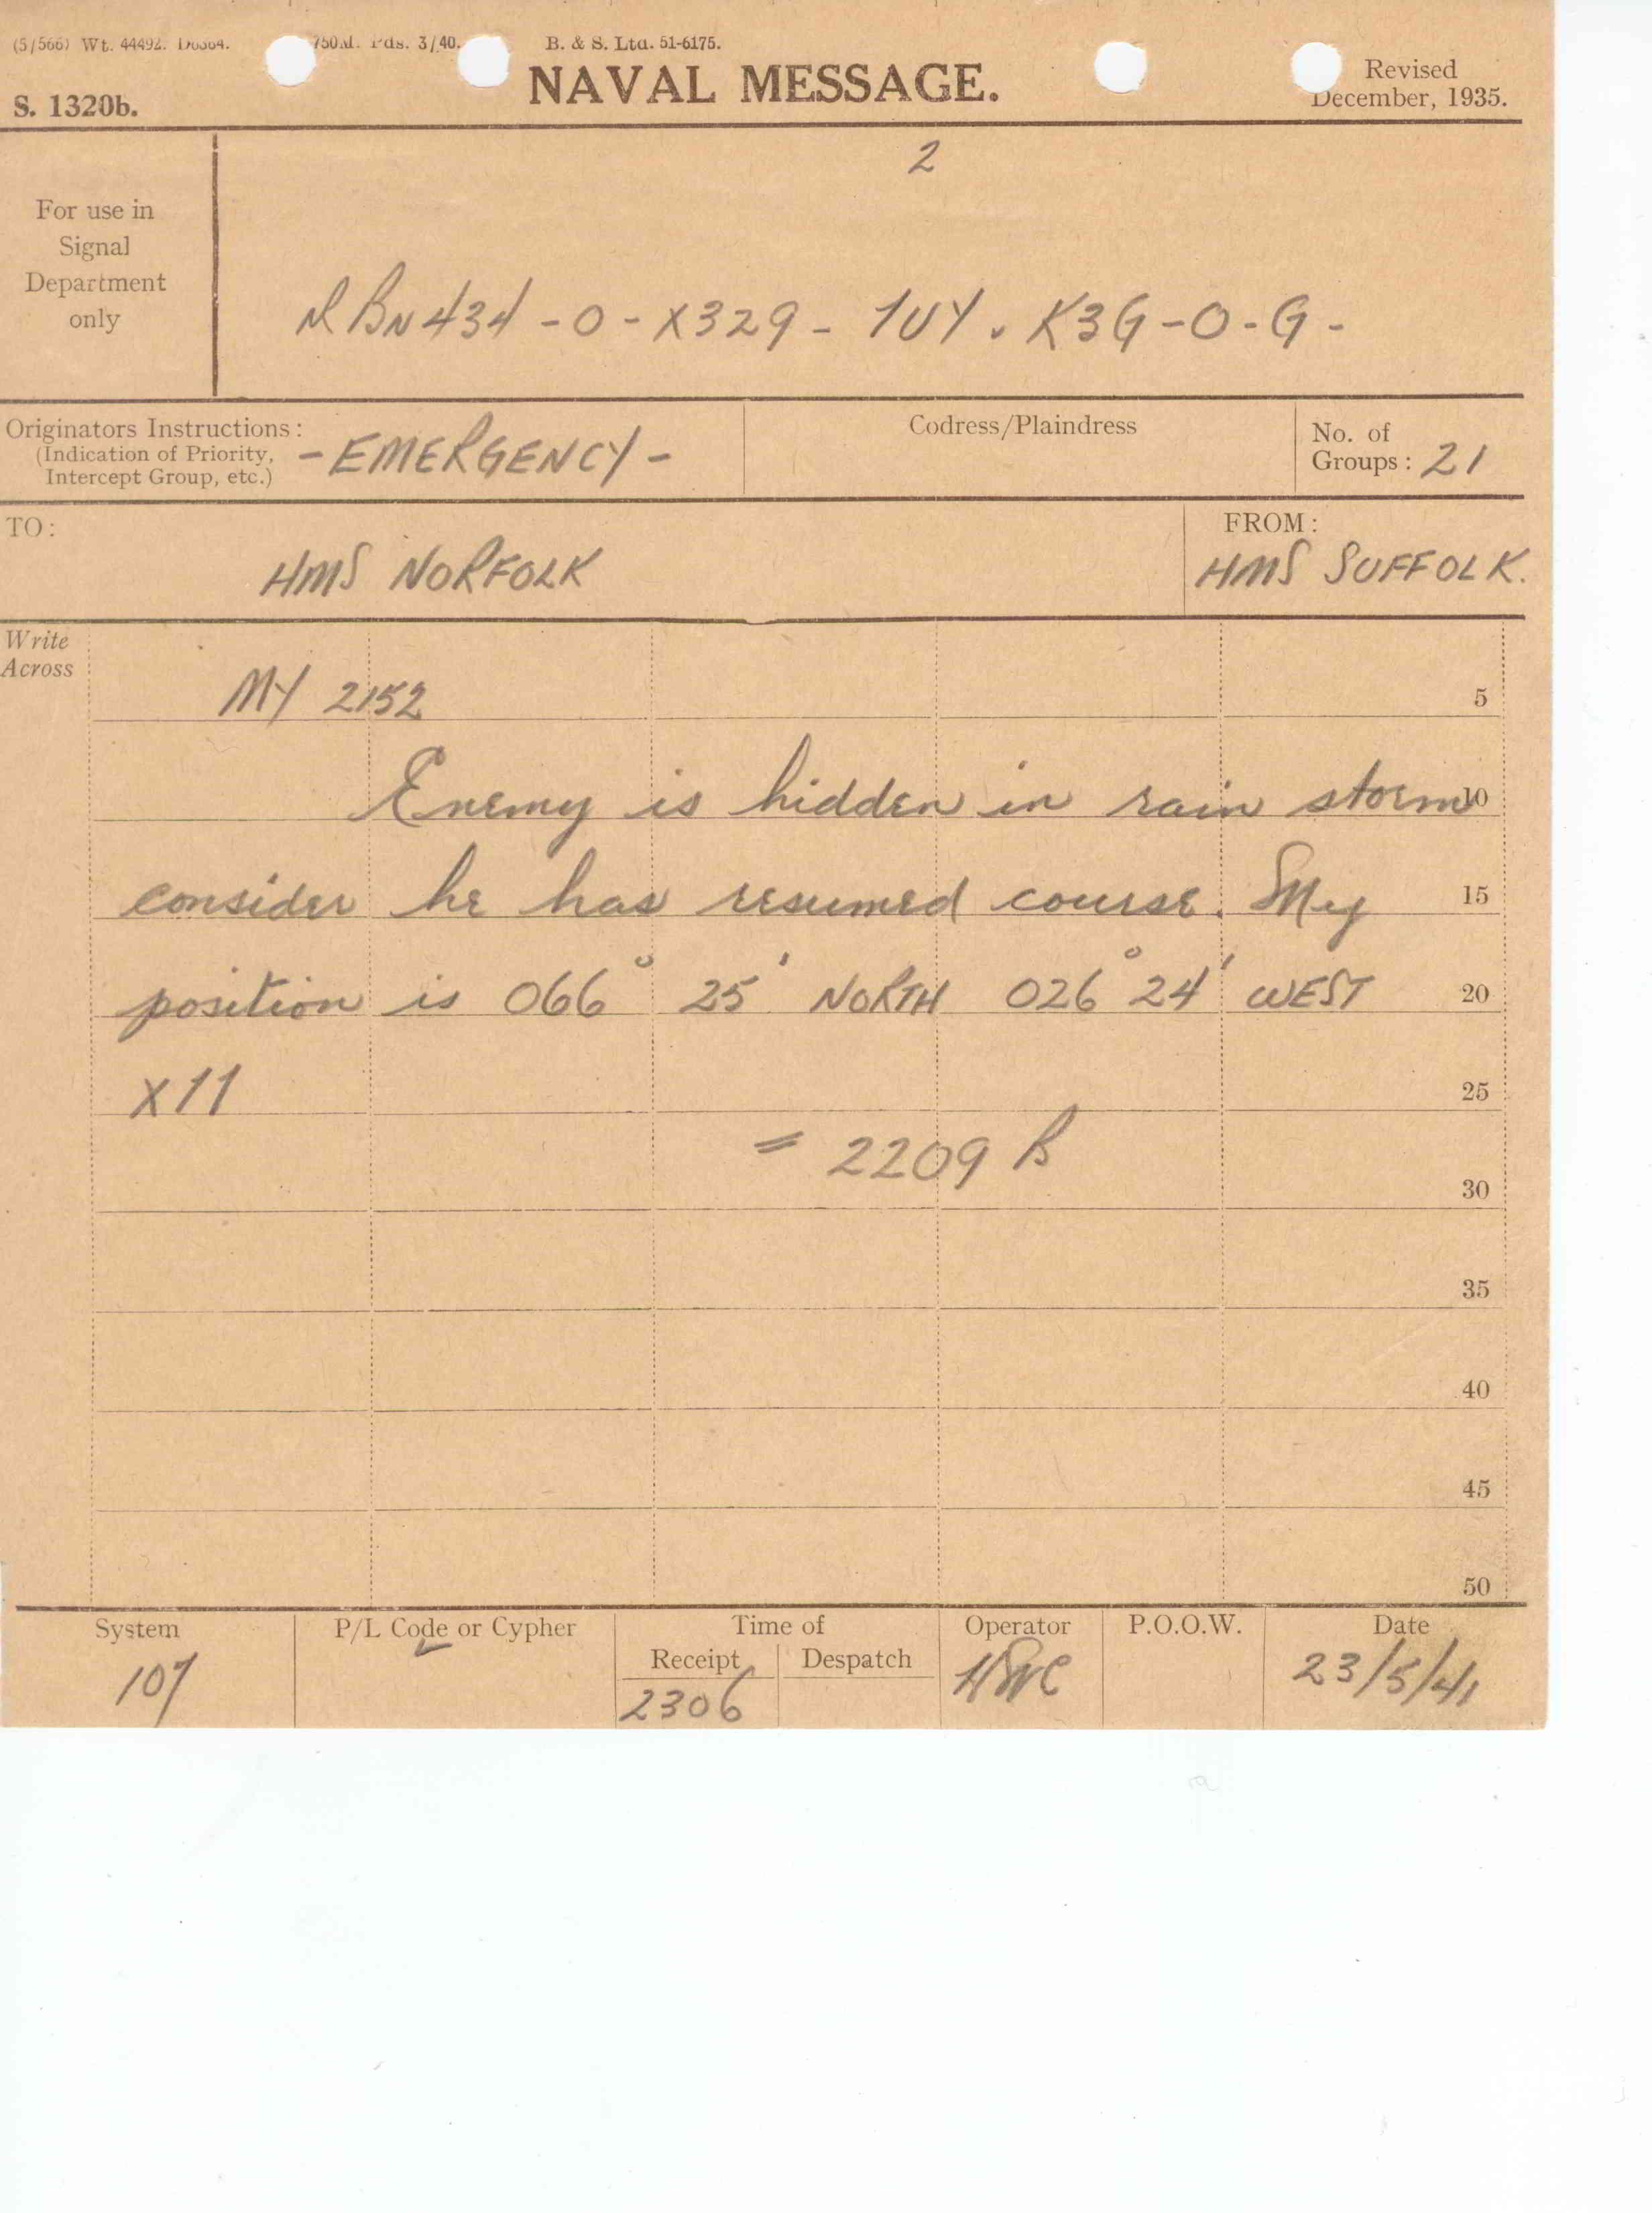 (5/566) Wt. 44492. 750M. Pds. 3/40. B. & S. Ltd. 51-6175.
NAVAL MESSAGE.
Revised
December, 1935.
S. 1320b.
2
For use in
Signal
Department
only
434 - 0 - X329 - 1UY . K3G - O - G -
Originators Instructions:
(Indication of Priority,
Intercept Group, etc.)
- EMERGENCY -
Codress/Plaindress
No. of
Groups: 21
TO:
HMS NORFOLK
FROM:
HMS SUFFOLK.
Write
Across
MY 2152 5
Enemy is hidden in rain storm 10
consider he has resumed course. My 15
position is 066° 25' NORTH 026° 24' WEST 20
X11 25
= 2209 B
30
35
40
45
50
System
107
P/L Code or Cypher
Time of
Receipt Despatch
2306
Operator
P.O.O.W.
Date
23/5/41